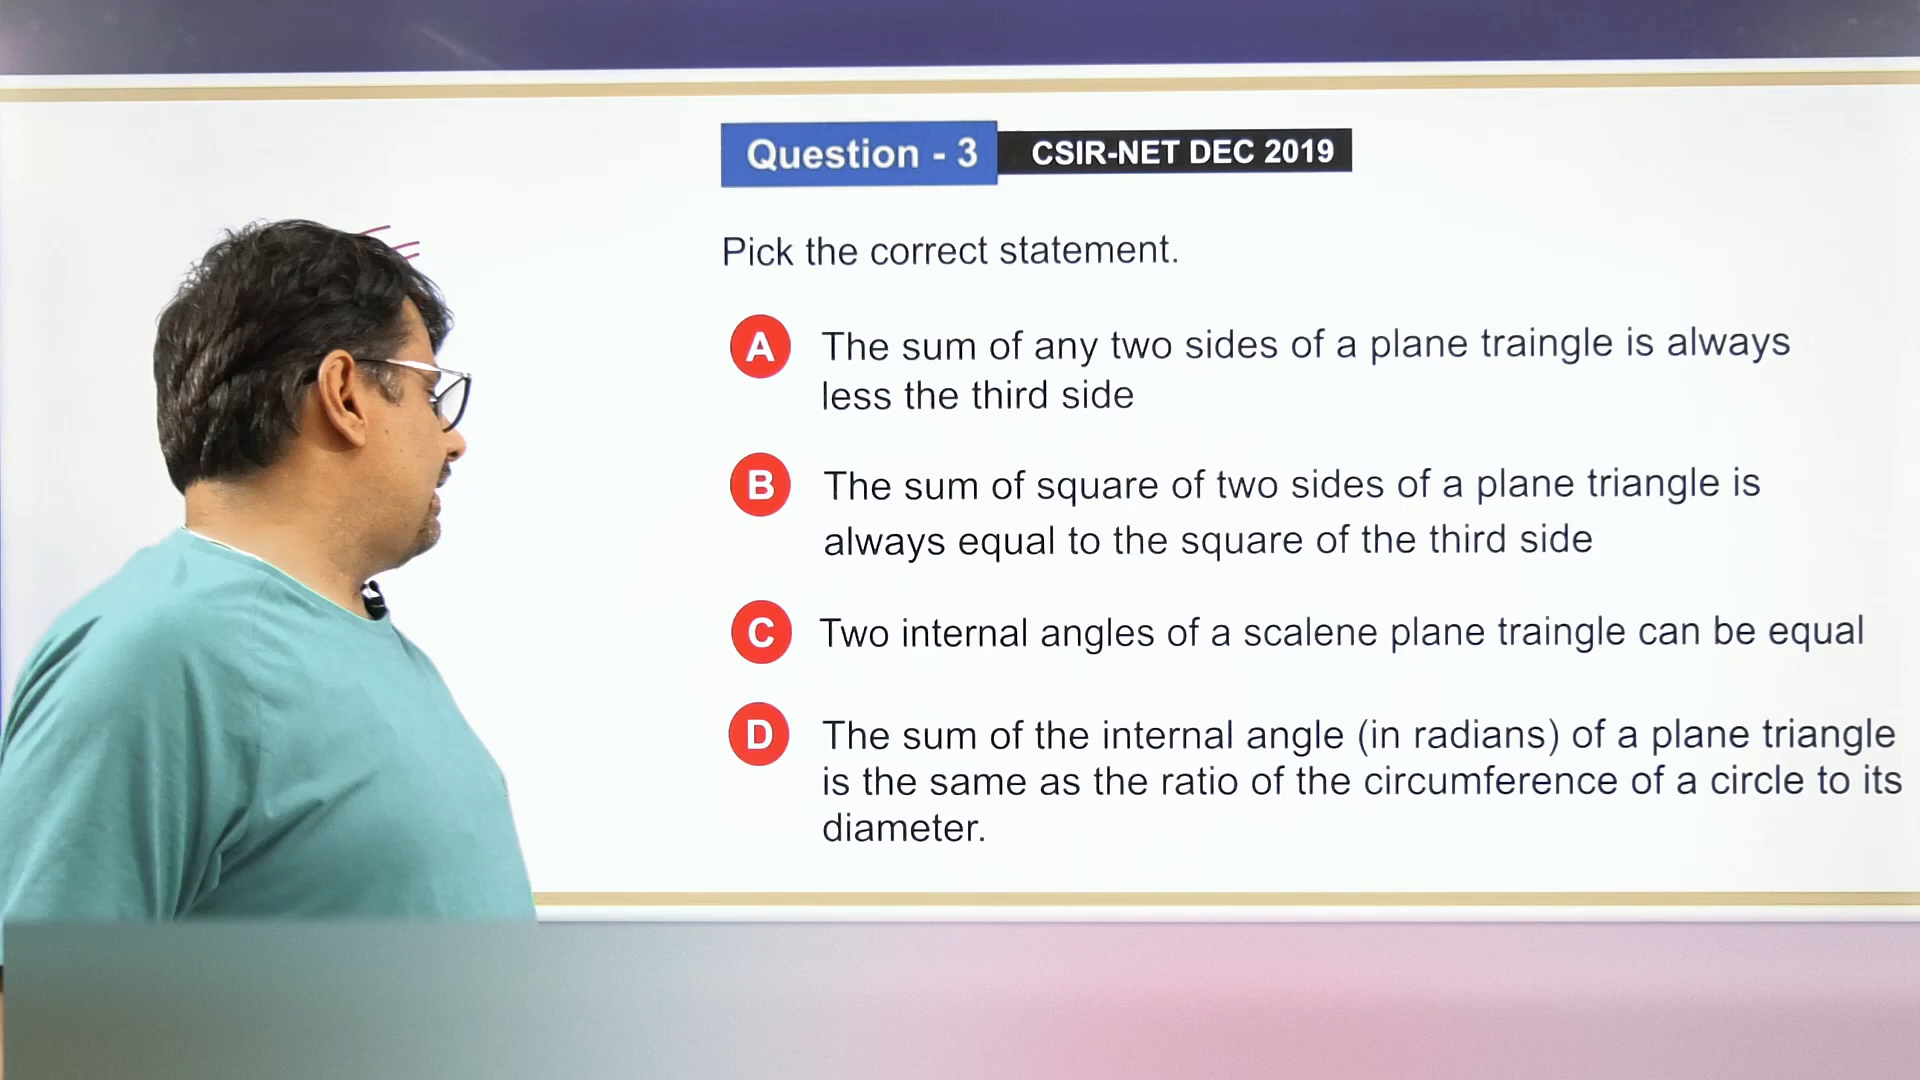 Question - 3
CSIR-NET DEC 2019
Pick the correct statement.
A The sum of any two sides of a plane traingle is always
less the third side
B The sum of square of two sides of a plane triangle is
always equal to the square of the third side
C Two internal angles of a scalene plane traingle can be equal
D The sum of the internal angle (in radians) of a plane triangle
is the same as the ratio of the circumference of a circle to its
diameter.